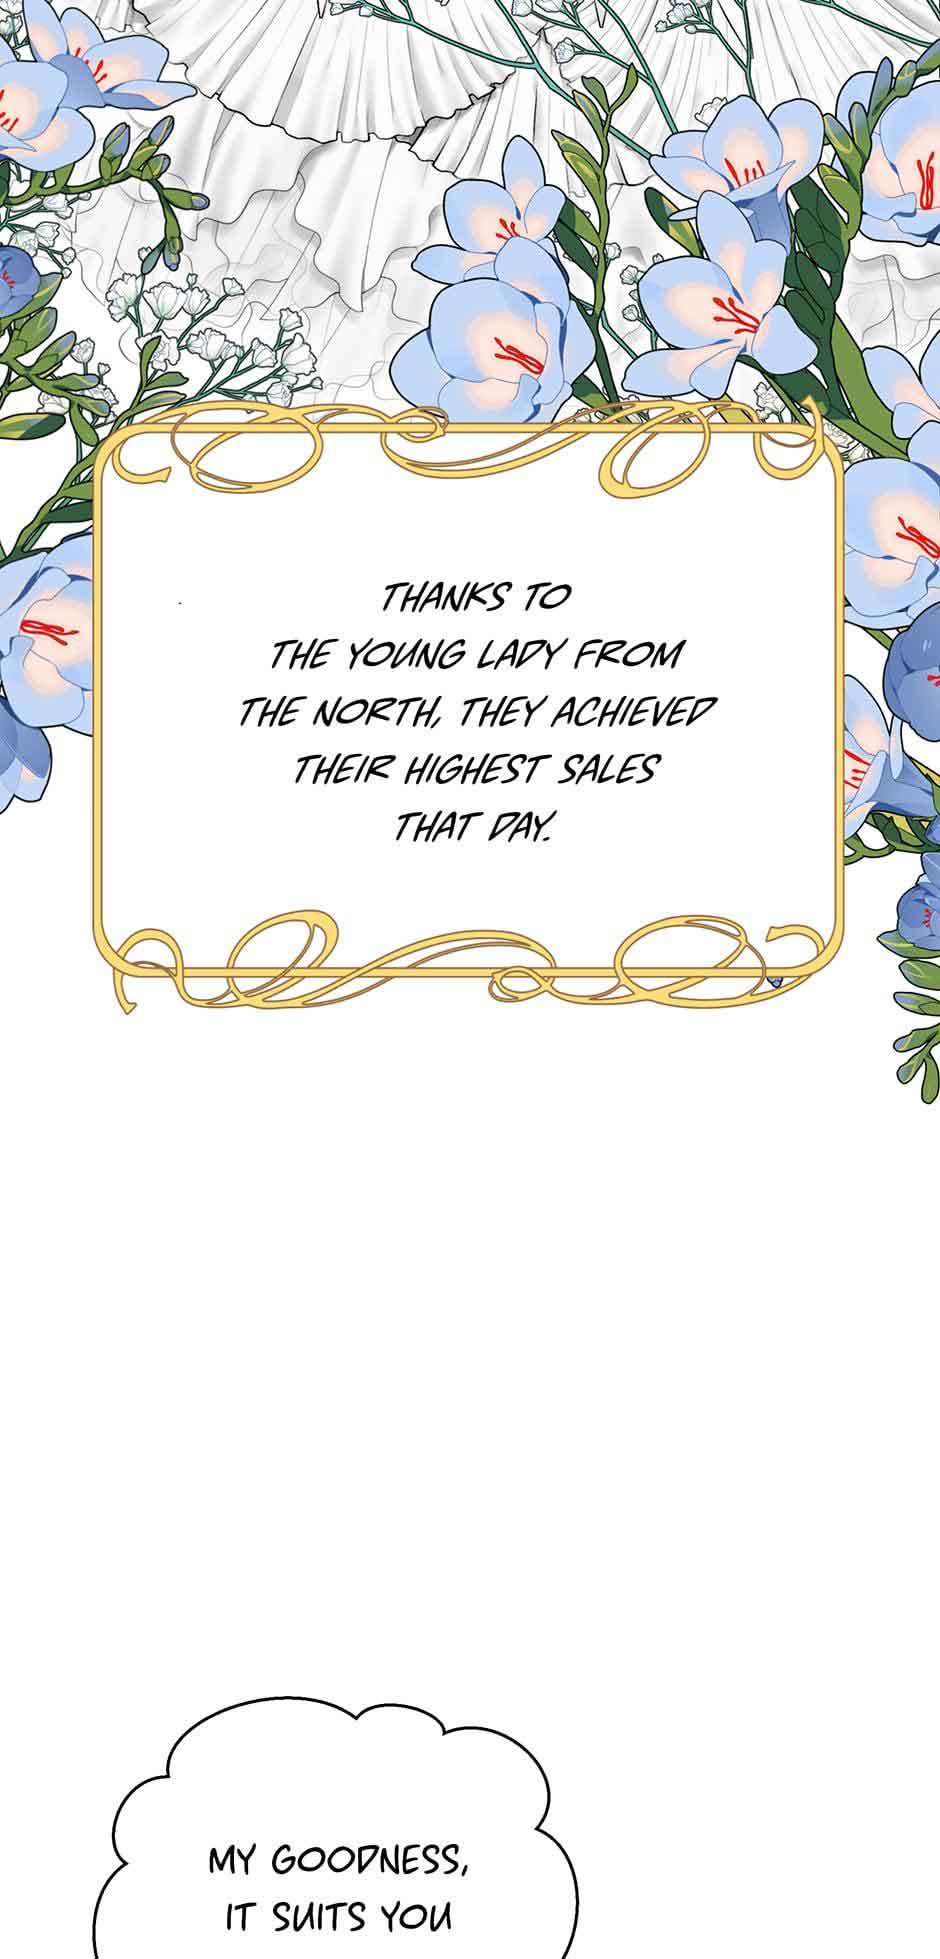 THANKS TO
THE YOUNG LADY FROM
THE NORTH, THEY ACHIEVED
THEIR HIGHEST SALES
THAT DAY.
MY GOODNESS,
IT SUITS YOU